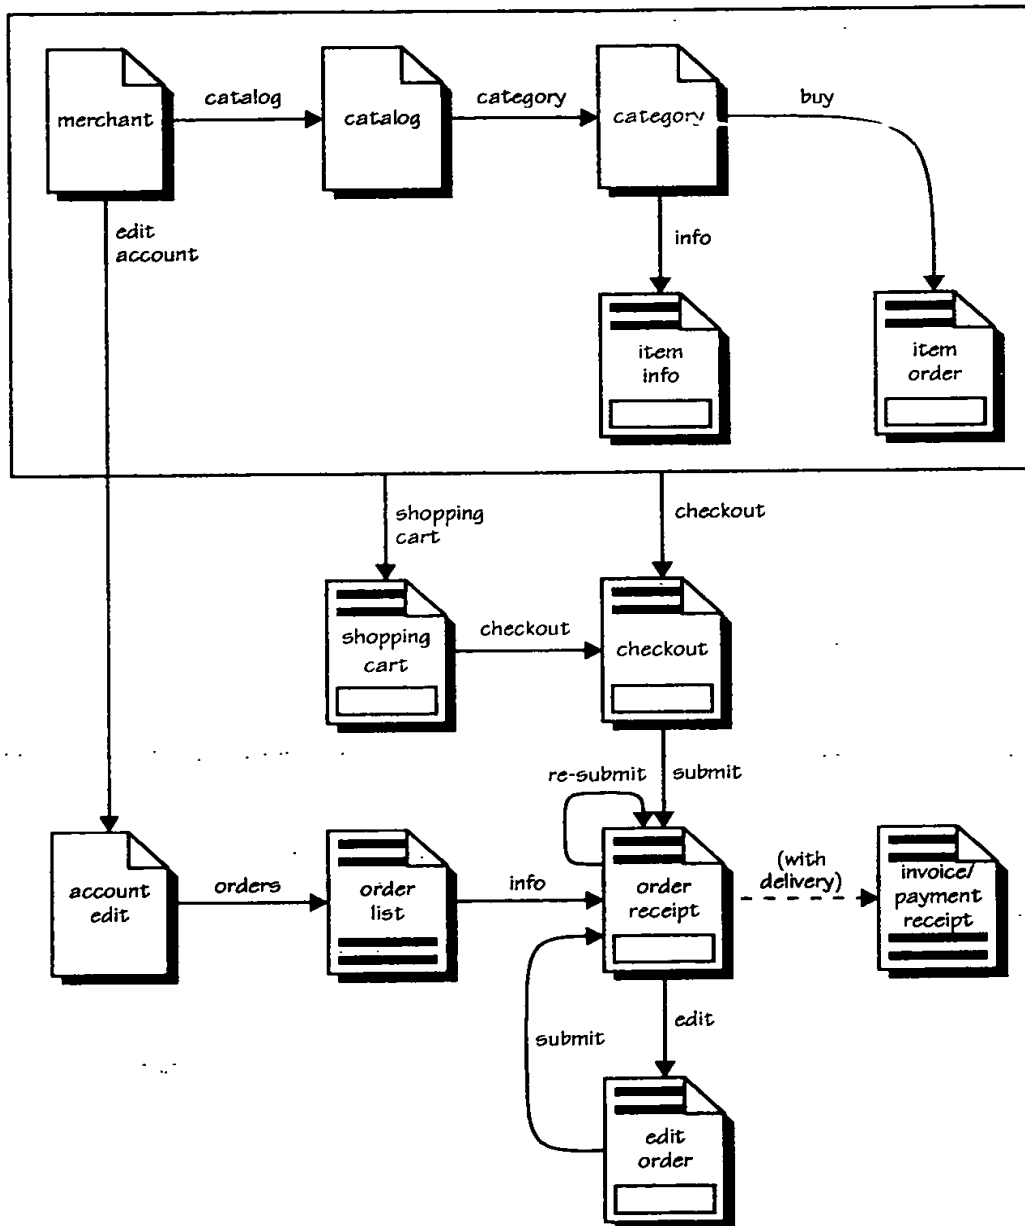 merchant
catalog
catalog
category
category
buy
edit
account
info
item
info
item
order
shopping
cart
checkout
shopping
cart
checkout
checkout
re-submit
submit
account
edit
orders
order
list
info
order
receipt
(with
delivery)
invoice/
payment
receipt
submit
edit
edit
order